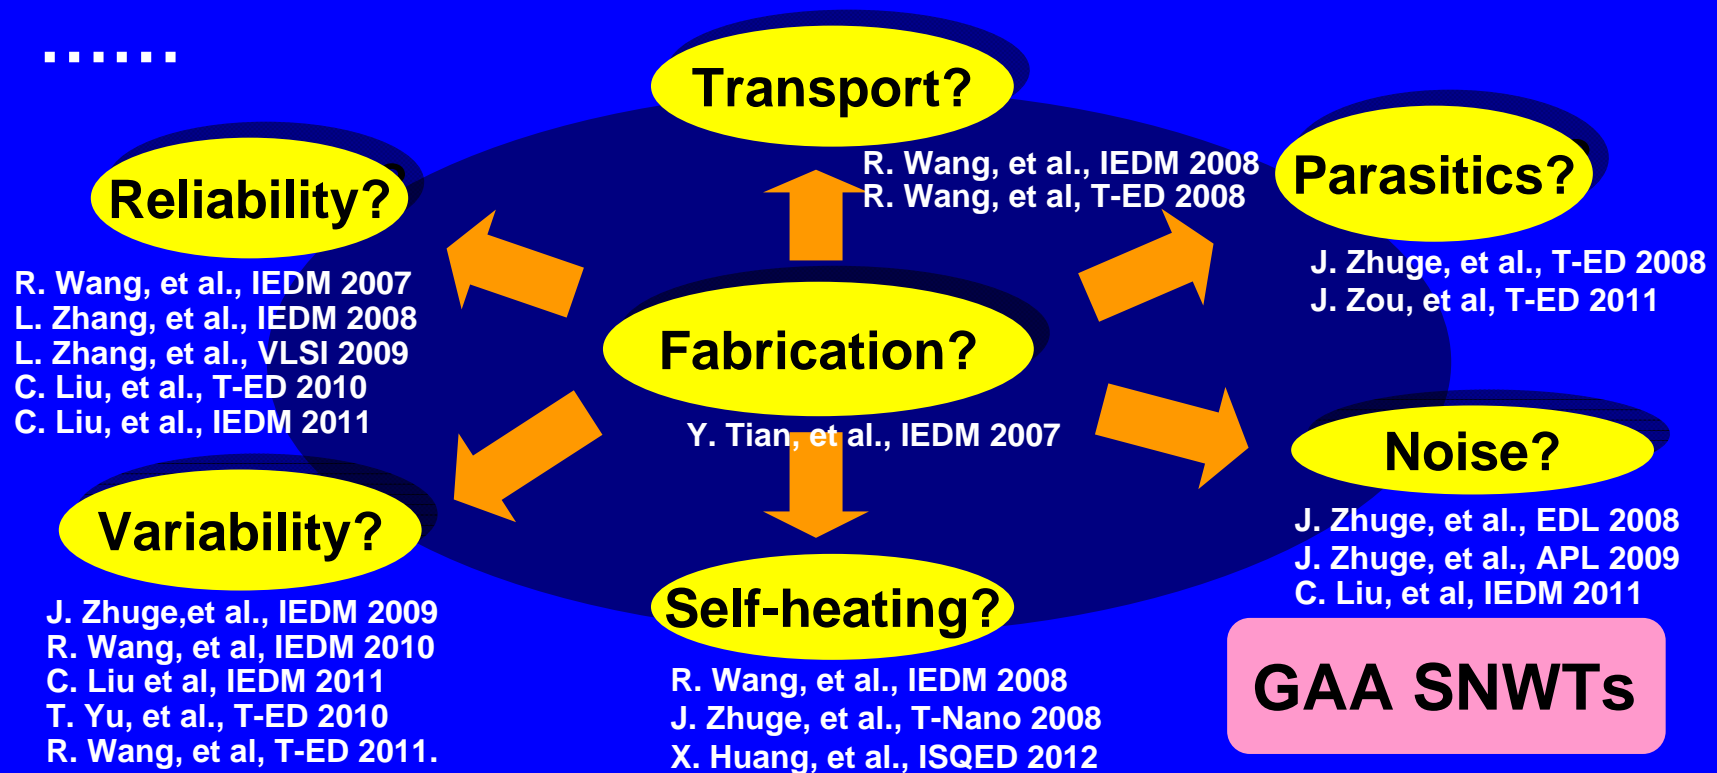 ......
Transport?
R. Wang, et al., IEDM 2008
R. Wang, et al, T-ED 2008
Parasitics?
J. Zhuge, et al., T-ED 2008
J. Zou, et al, T-ED 2011
Reliability?
R. Wang, et al., IEDM 2007
L. Zhang, et al., IEDM 2008
L. Zhang, et al., VLSI 2009
C. Liu, et al., T-ED 2010
C. Liu, et al., IEDM 2011
Fabrication?
Y. Tian, et al., IEDM 2007
Noise?
J. Zhuge, et al., EDL 2008
J. Zhuge, et al., APL 2009
C. Liu, et al, IEDM 2011
Variability?
J. Zhuge,et al., IEDM 2009
R. Wang, et al, IEDM 2010
C. Liu et al, IEDM 2011
T. Yu, et al., T-ED 2010
R. Wang, et al, T-ED 2011.
Self-heating?
R. Wang, et al., IEDM 2008
J. Zhuge, et al., T-Nano 2008
X. Huang, et al., ISQED 2012
GAA SNWTs